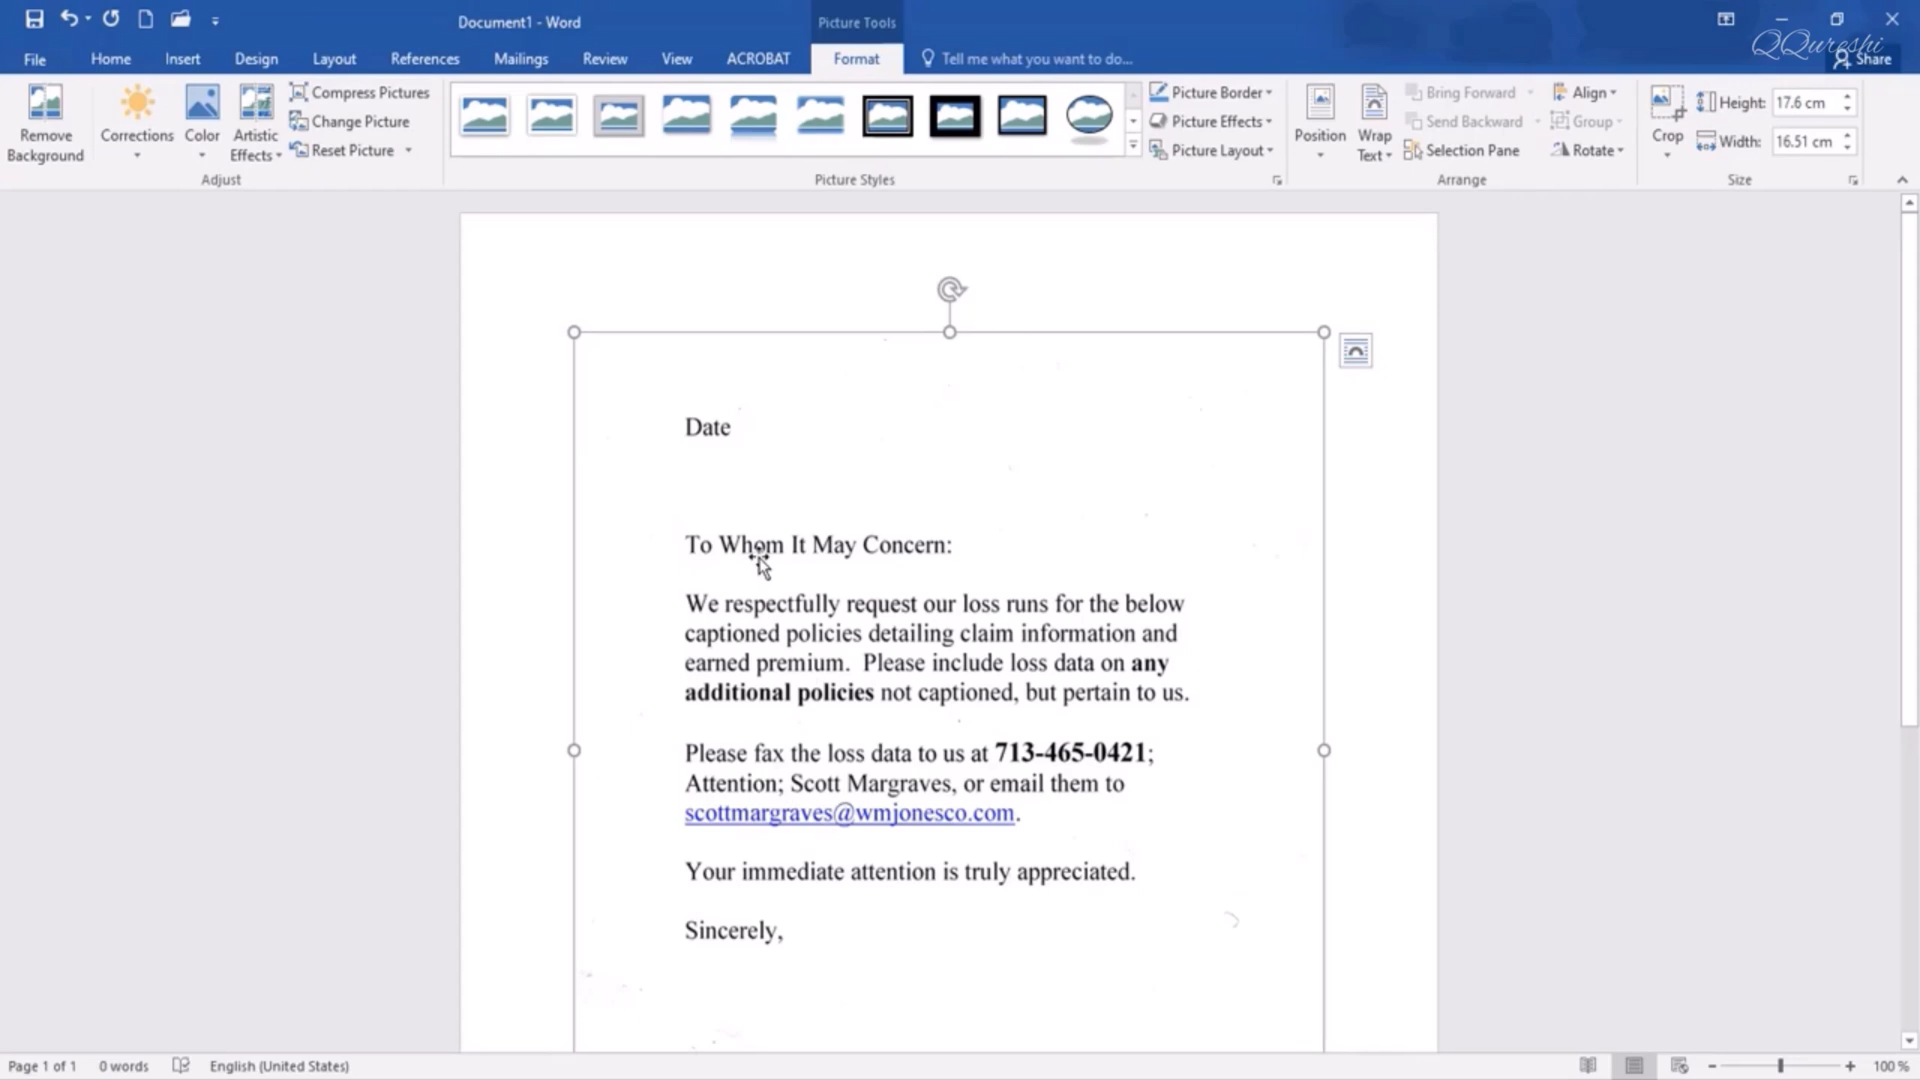 Document1 - Word
Picture Tools
QQureshi
File Home Insert Design Layout References Mailings Review View ACROBAT Format Tell me what you want to do... Share
Remove Background
Corrections
Color
Artistic Effects
Compress Pictures
Change Picture
Reset Picture
Adjust
Picture Styles
Picture Border
Picture Effects
Picture Layout
Position
Wrap Text
Bring Forward
Send Backward
Selection Pane
Align
Group
Rotate
Arrange
Crop
Height: 17.6 cm
Width: 16.51 cm
Size
Date
To Whom It May Concern:
We respectfully request our loss runs for the below
captioned policies detailing claim information and
earned premium. Please include loss data on any
additional policies not captioned, but pertain to us.
Please fax the loss data to us at 713-465-0421;
Attention; Scott Margraves, or email them to
scottmargraves@wmjonesco.com.
Your immediate attention is truly appreciated.
Sincerely,
Page 1 of 1 0 words English (United States) 100 %